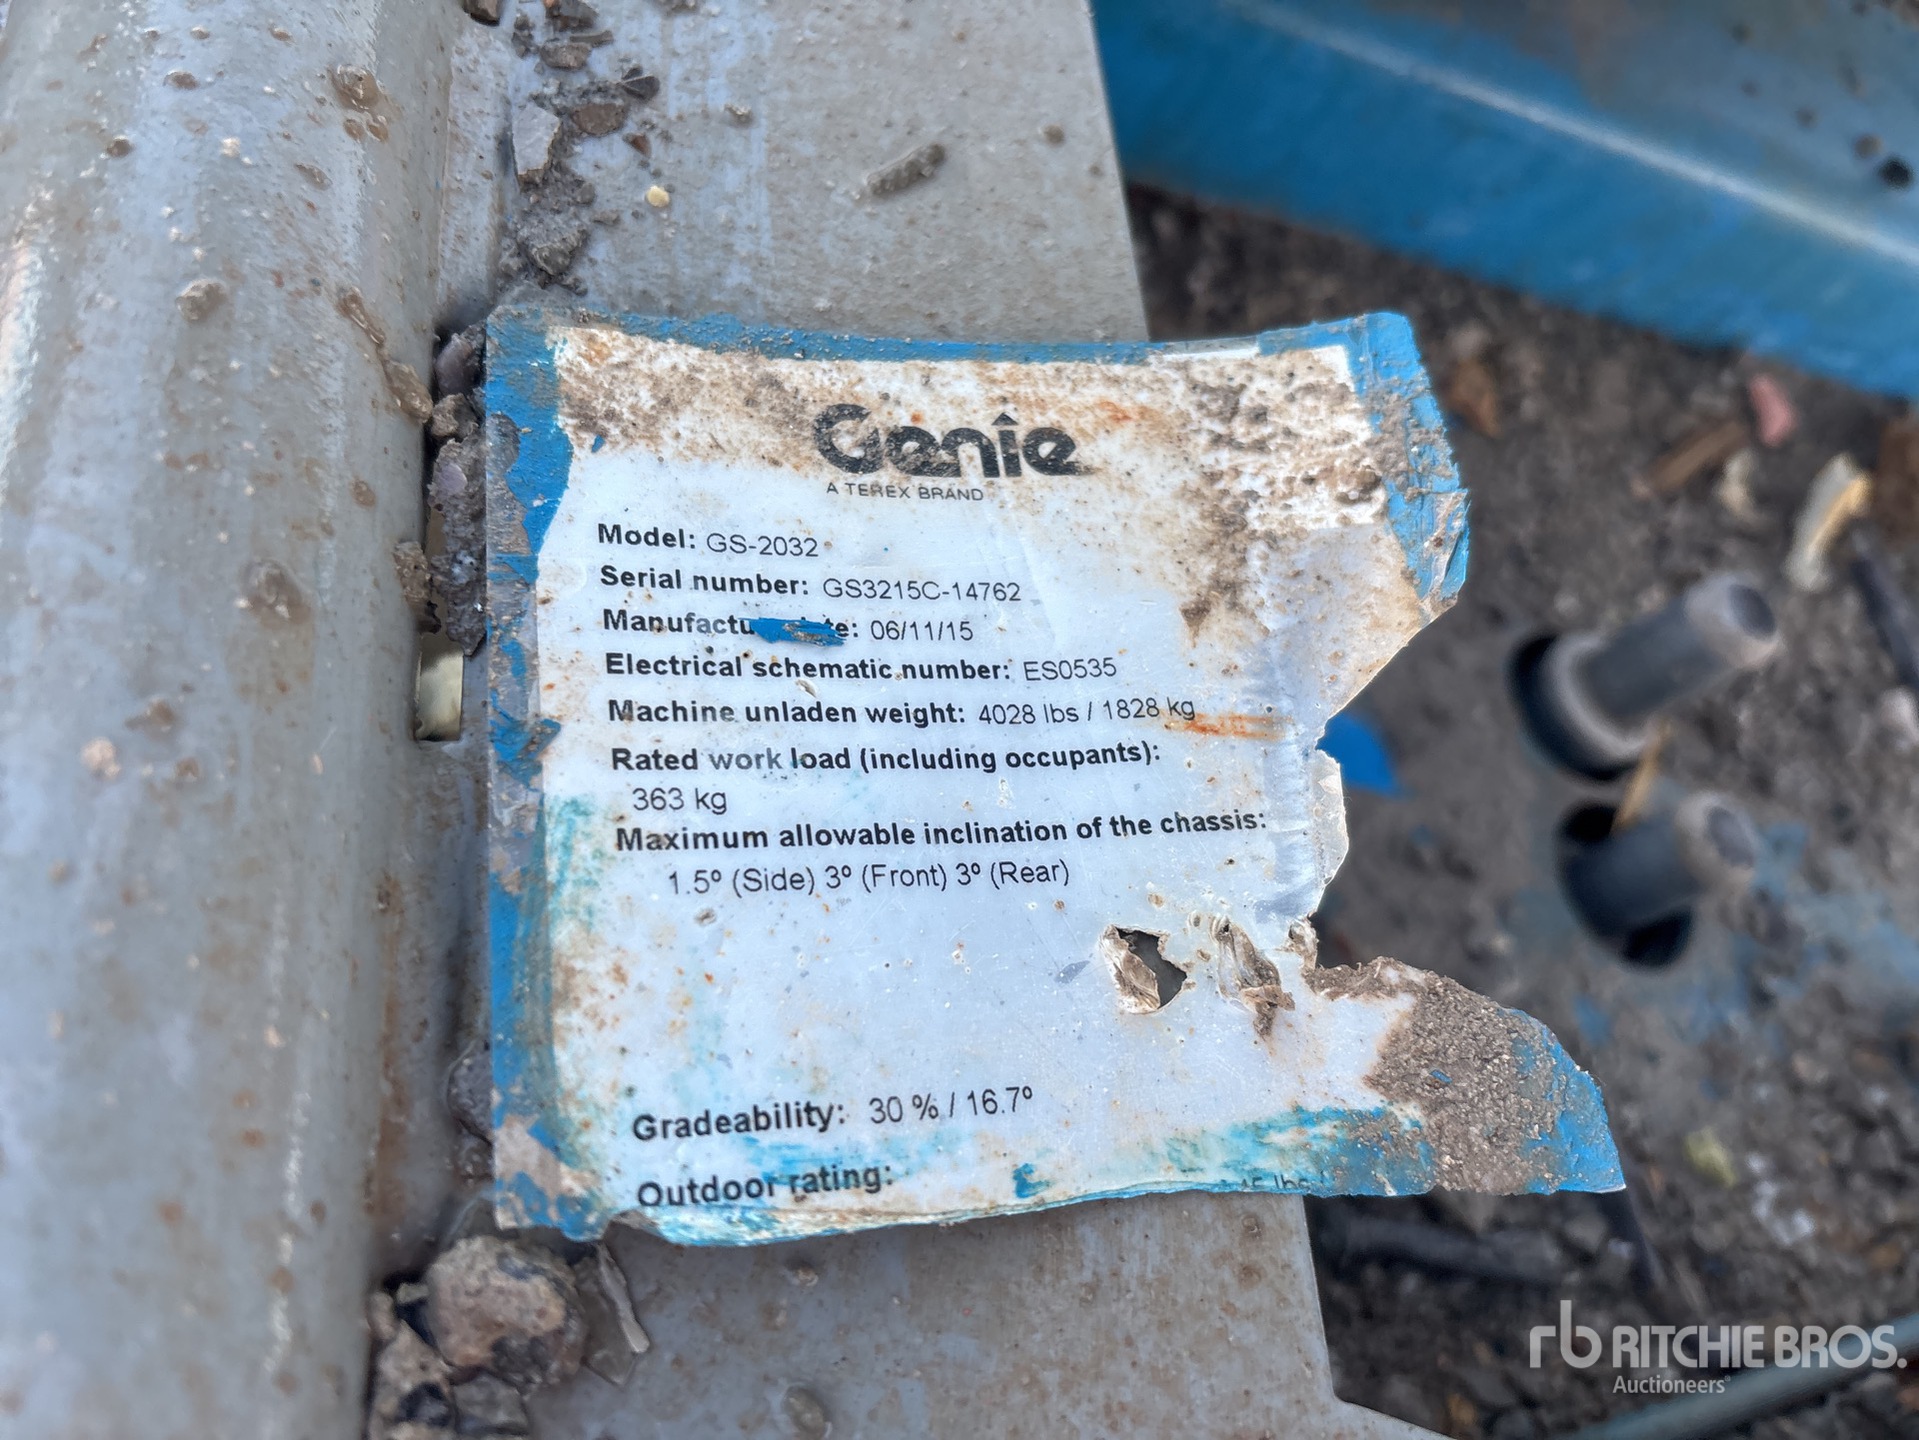 Genie
A TEREX BRAND
Model: GS-2032
Serial number: GS3215C-14762
Manufactu te: 06/11/15
Electrical schematic number: ES0535
Machine unladen weight: 4028 lbs / 1828 kg
Rated work load (including occupants):
363 kg
Maximum allowable inclination of the chassis:
1.5º (Side) 3º (Front) 3º (Rear)
Gradeability: 30 % / 16.7º
Outdoor rating:
rb RITCHIE BROS.
Auctioneers